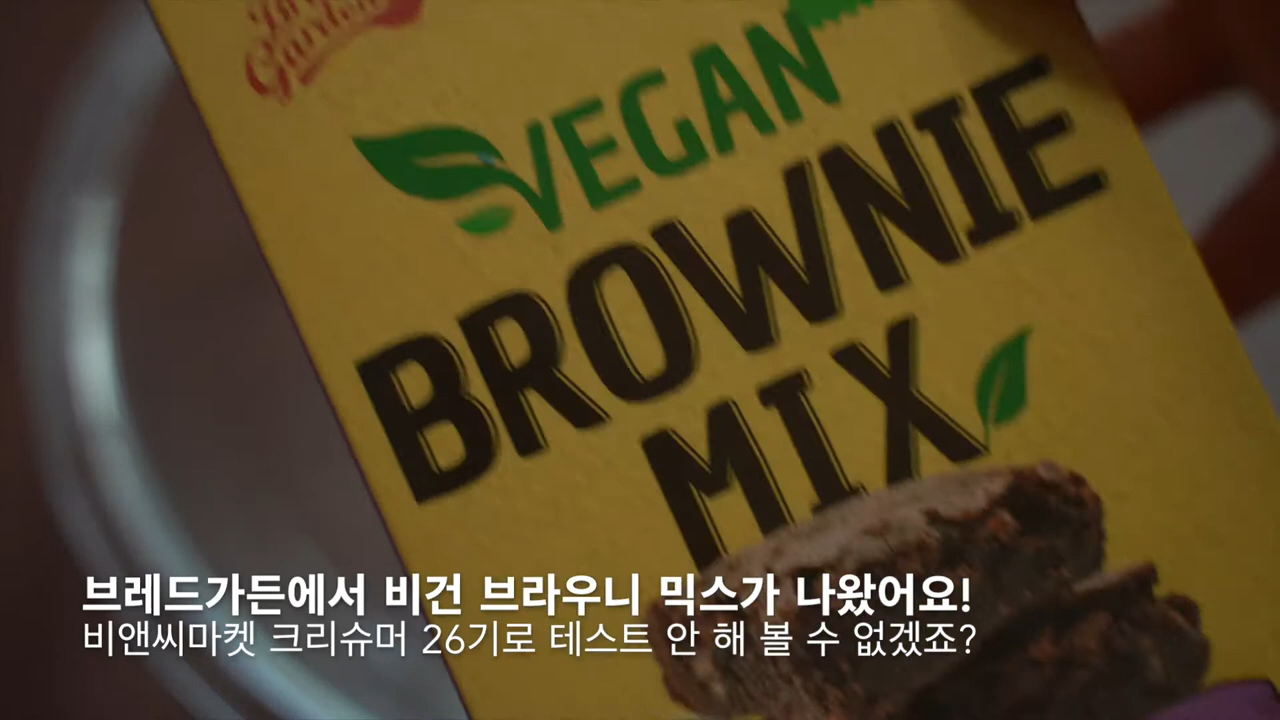 Garden
VEGAN
BROWNIE
MIX
브레드가든에서 비건 브라우니 믹스가 나왔어요!
비앤씨마켓 크리슈머 26기로 테스트 안 해 볼 수 없겠죠?